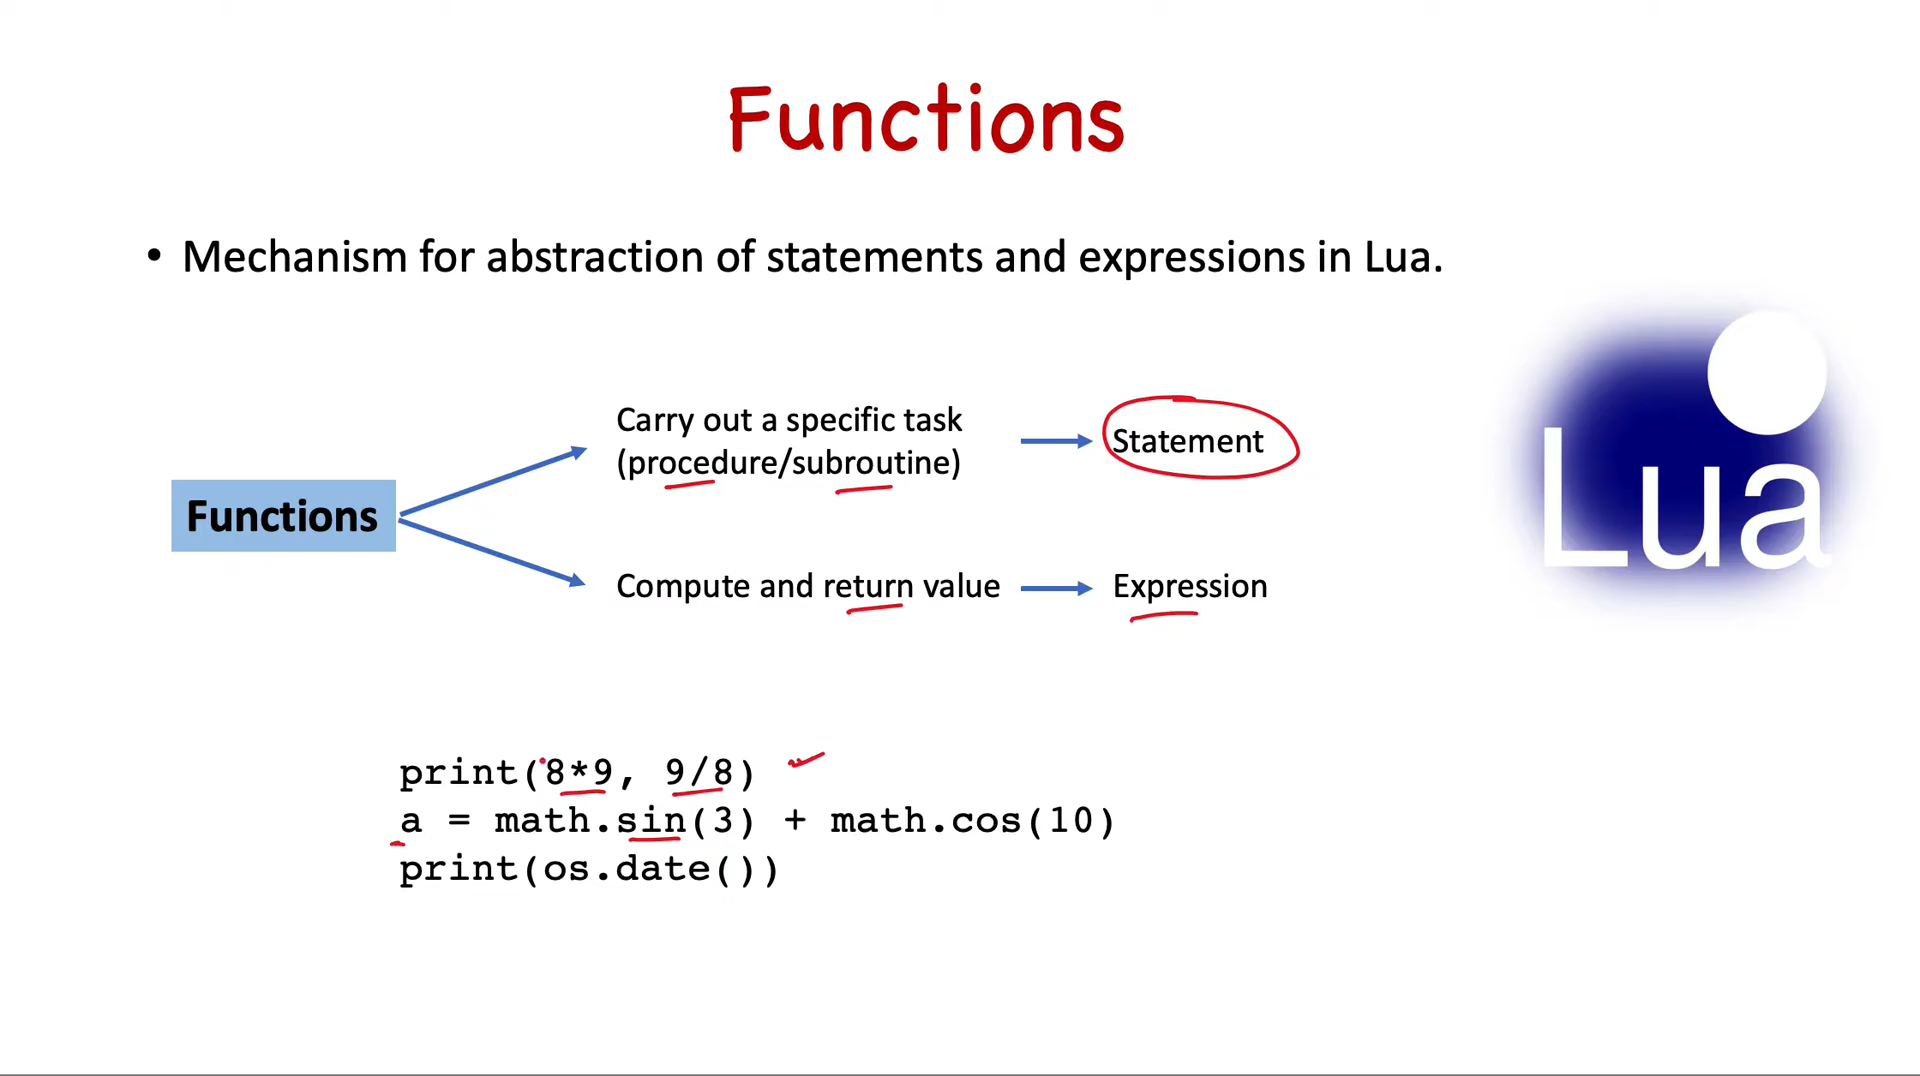 Functions
• Mechanism for abstraction of statements and expressions in Lua.
Carry out a specific task
(procedure/subroutine)
Statement
Functions
Compute and return value
Expression
Lua
print(8*9, 9/8)
a = math.sin(3) + math.cos(10)
print(os.date())